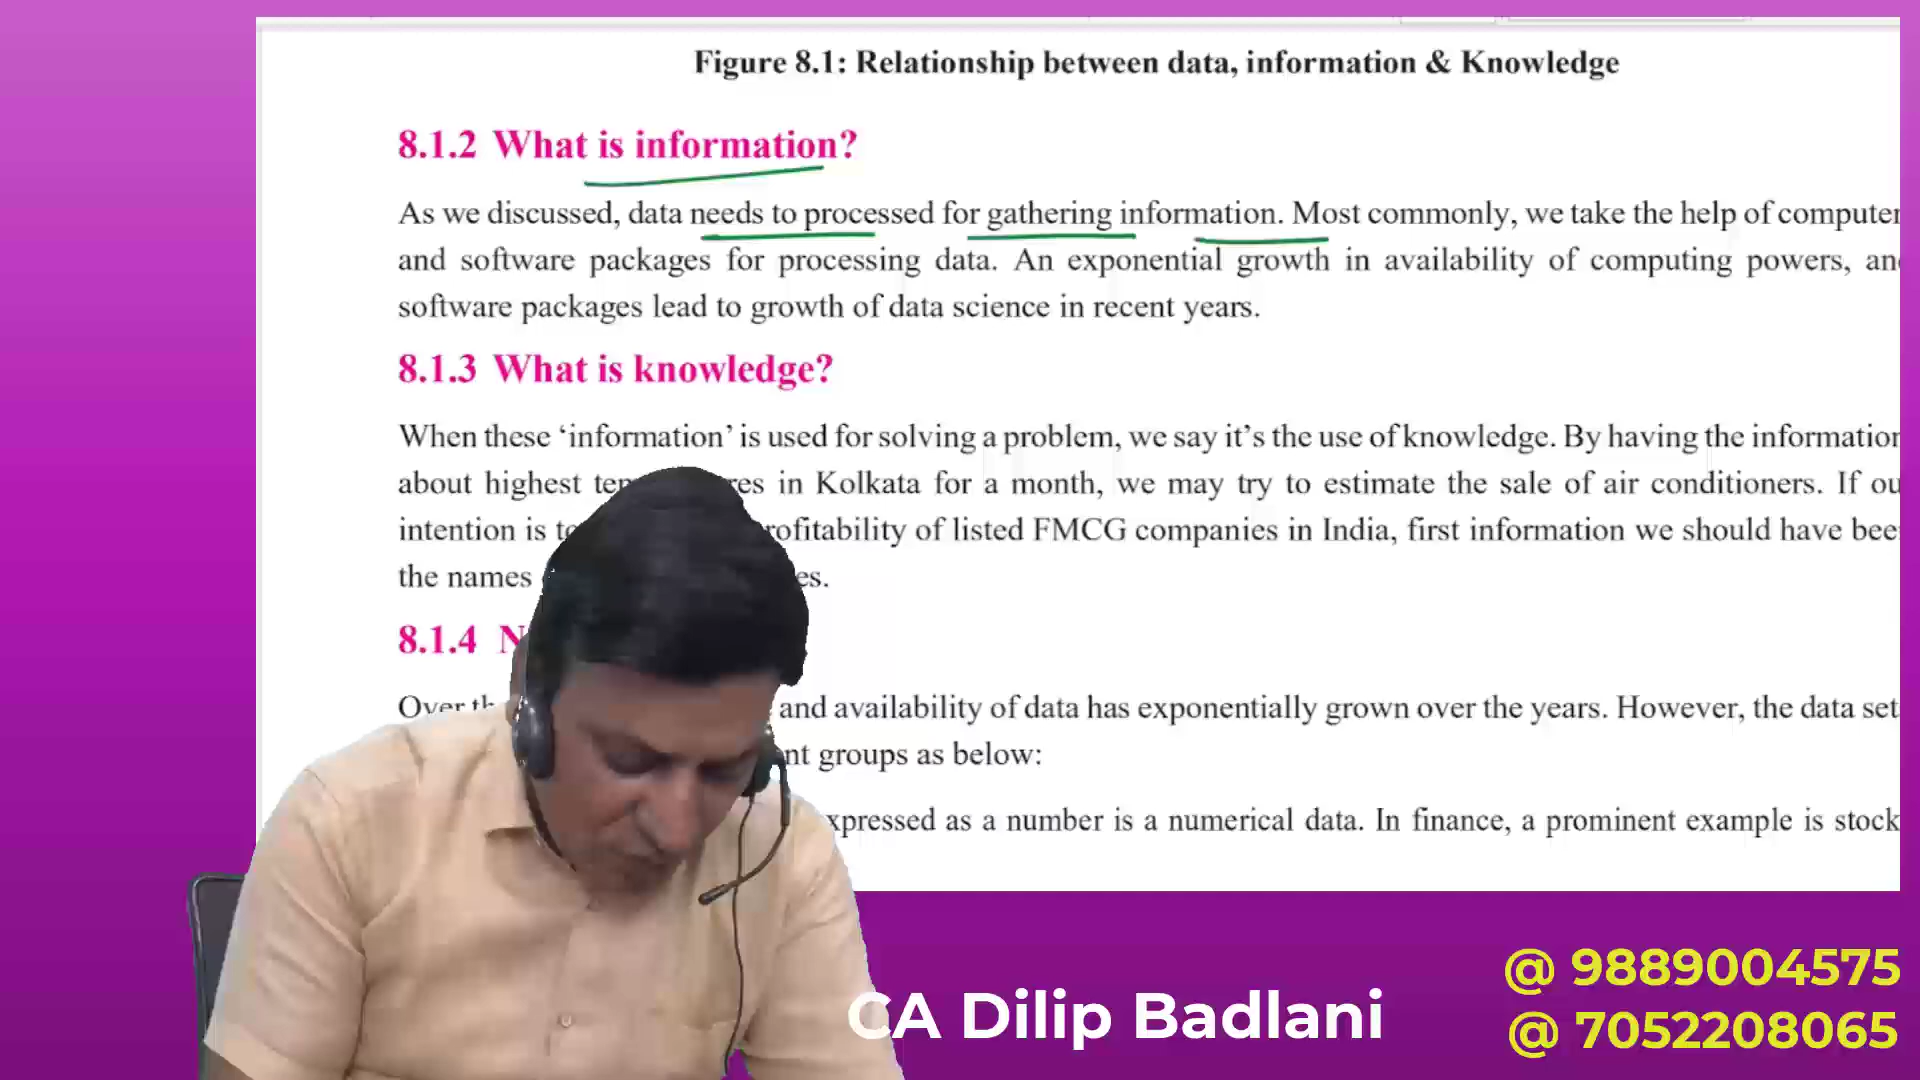 Figure 8.1: Relationship between data, information & Knowledge
8.1.2 What is information?
As we discussed, data needs to processed for gathering information. Most commonly, we take the help of computer
and software packages for processing data. An exponential growth in availability of computing powers, an
software packages lead to growth of data science in recent years.
8.1.3 What is knowledge?
When these ‘information’ is used for solving a problem, we say it’s the use of knowledge. By having the information
about highest res in Kolkata for a month, we may try to estimate the sale of air conditioners. If ou
intention is rofitability of listed FMCG companies in India, first information we should have bee
the names es.
8.1.4 N
Over and availability of data has exponentially grown over the years. However, the data set
nt groups as below:
xpressed as a number is a numerical data. In finance, a prominent example is stock
CA Dilip Badlani
@ 9889004575
@ 7052208065